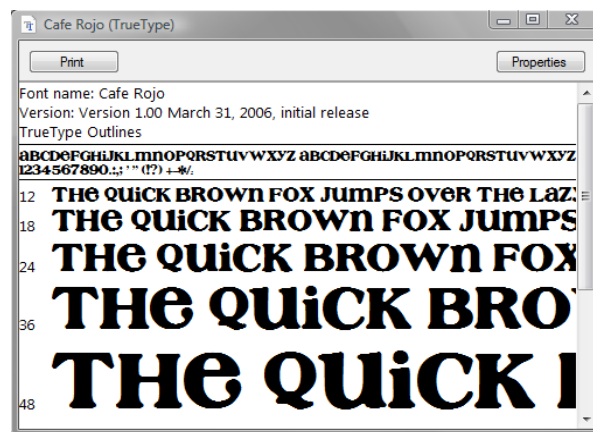 Cafe Rojo (TrueType)
Print Properties
Font name: Cafe Rojo
Version: Version 1.00 March 31, 2006, initial release
TrueType Outlines
aBCDeFGHiJKLmnOPQRSTUVWXYZ aBCDeFGHiJKLmnOPQRSTUVWXYZ
1234567890.:,; ' " (!?) +-*/:
12 THe QUiCK BROWn FOX JUmPS OVeR THe LaZY
18 THe QUiCK BROWn FOX JUmPS
24 THe QUiCK BROWn FOX
36 THe QUiCK BRO
48 THe QUiCK